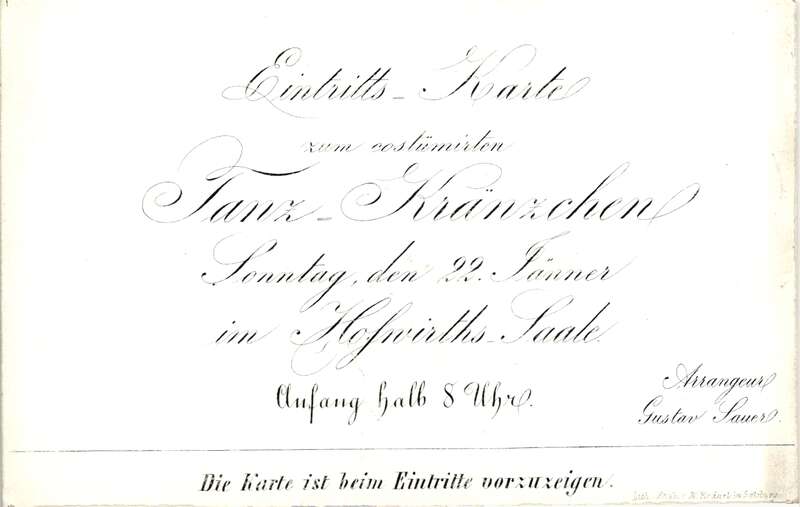 Eintritts-Karte
zum costümirten
Tanz-Kränzchen
Sonntag, den 22. Jänner
im Hofwirths-Saale.
Anfang halb 8 Uhr.
Arrangeur
Gustav Sauer.
Die Karte ist beim Eintritte vorzuzeigen.
Lith.